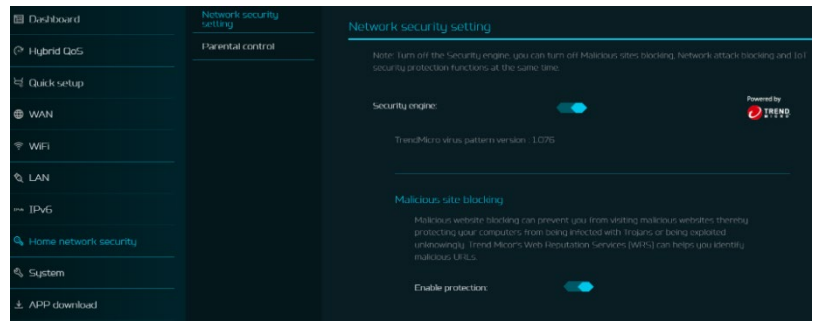 Dashboard
Hybrid QoS
Quick setup
WAN
WiFi
LAN
IPv6
Home network security
System
APP download
Network security
setting
Parental control
Network security setting
Note: Turn off the Security engine, you can turn off Malicious sites blocking, Network attack blocking and IoT
security protection functions at the same time.
Security engine:
Powered by
TREND
MICRO
TrendMicro virus pattern version : 1.076
Malicious site blocking
Malicious website blocking can prevent you from visiting malicious websites thereby
protecting your computers from being infected with Trojans or being exploited
unknowingly. Trend Micor's Web Reputation Services (WRS) can helps you identify
malicious URLs.
Enable protection: